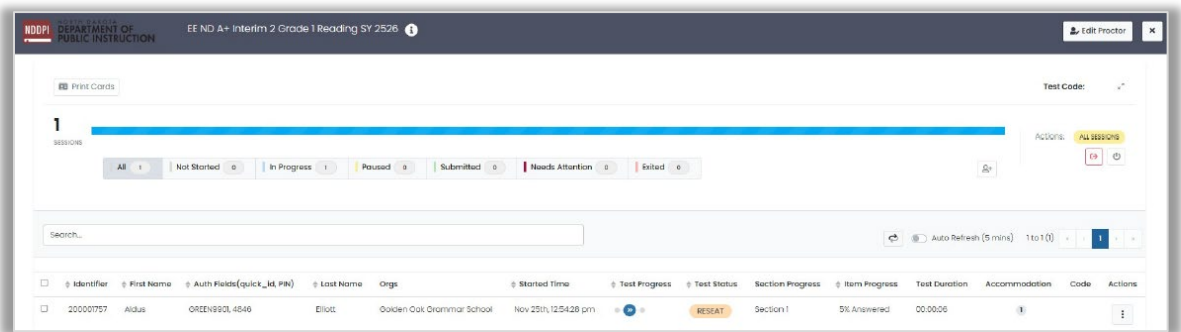 NDDPI
NORTH DAKOTA
DEPARTMENT OF
PUBLIC INSTRUCTION
EE ND A+ Interim 2 Grade 1 Reading SY 2526
Edit Proctor
Print Cards
Test Code:
1
SESSIONS
Actions: ALL SESSIONS
All 1 Not Started 0 In Progress 1 Paused 0 Submitted 0 Needs Attention 0 Exited 0
Search...
Auto Refresh (5 mins) 1 to 1 (1) 1
Identifier First Name Auth Fields(quick_id, PIN) Last Name Orgs Started Time Test Progress Test Status Section Progress Item Progress Test Duration Accommodation Code Actions
200001757 Aldus GREEN9901, 4846 Elliott Golden Oak Grammar School Nov 25th, 12:54:28 pm RESEAT Section 1 5% Answered 00:00:06 1